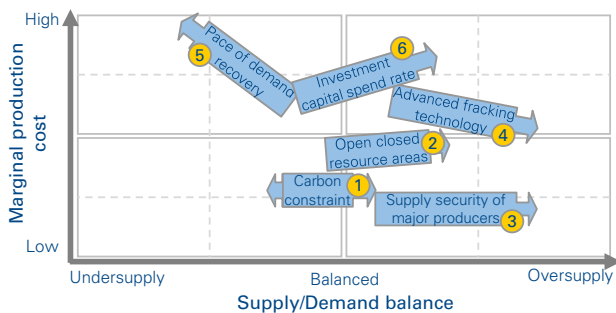 High
Marginal production
cost
Low
5
Pace of demand
recovery
6
Investment
capital spend rate
Advanced fracking
technology
4
Open closed
resource areas
2
Carbon
constraint
1
Supply security of
major producers
3
Undersupply
Balanced
Oversupply
Supply/Demand balance